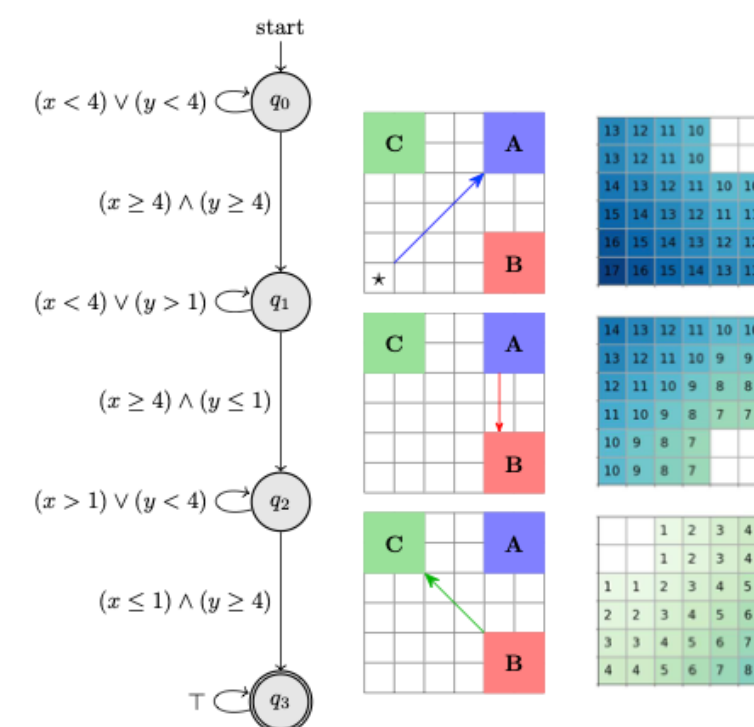 start
(x < 4) ∨ (y < 4) q₀
(x ≥ 4) ∧ (y ≥ 4)
(x < 4) ∨ (y > 1) q₁
(x ≥ 4) ∧ (y ≤ 1)
(x > 1) ∨ (y < 4) q₂
(x ≤ 1) ∧ (y ≥ 4)
⊤ q₃
C A
B
⋆
C A
B
C A
B
13 12 11 10
13 12 11 10
14 13 12 11 10
15 14 13 12 11
16 15 14 13 12
17 16 15 14 13
14 13 12 11 10
13 12 11 10 9 9
12 11 10 9 8 8
11 10 9 8 7 7
10 9 8 7
10 9 8 7
1 2 3 4
1 2 3 4
1 1 2 3 4 5
2 2 3 4 5 6
3 3 4 5 6 7
4 4 5 6 7 8